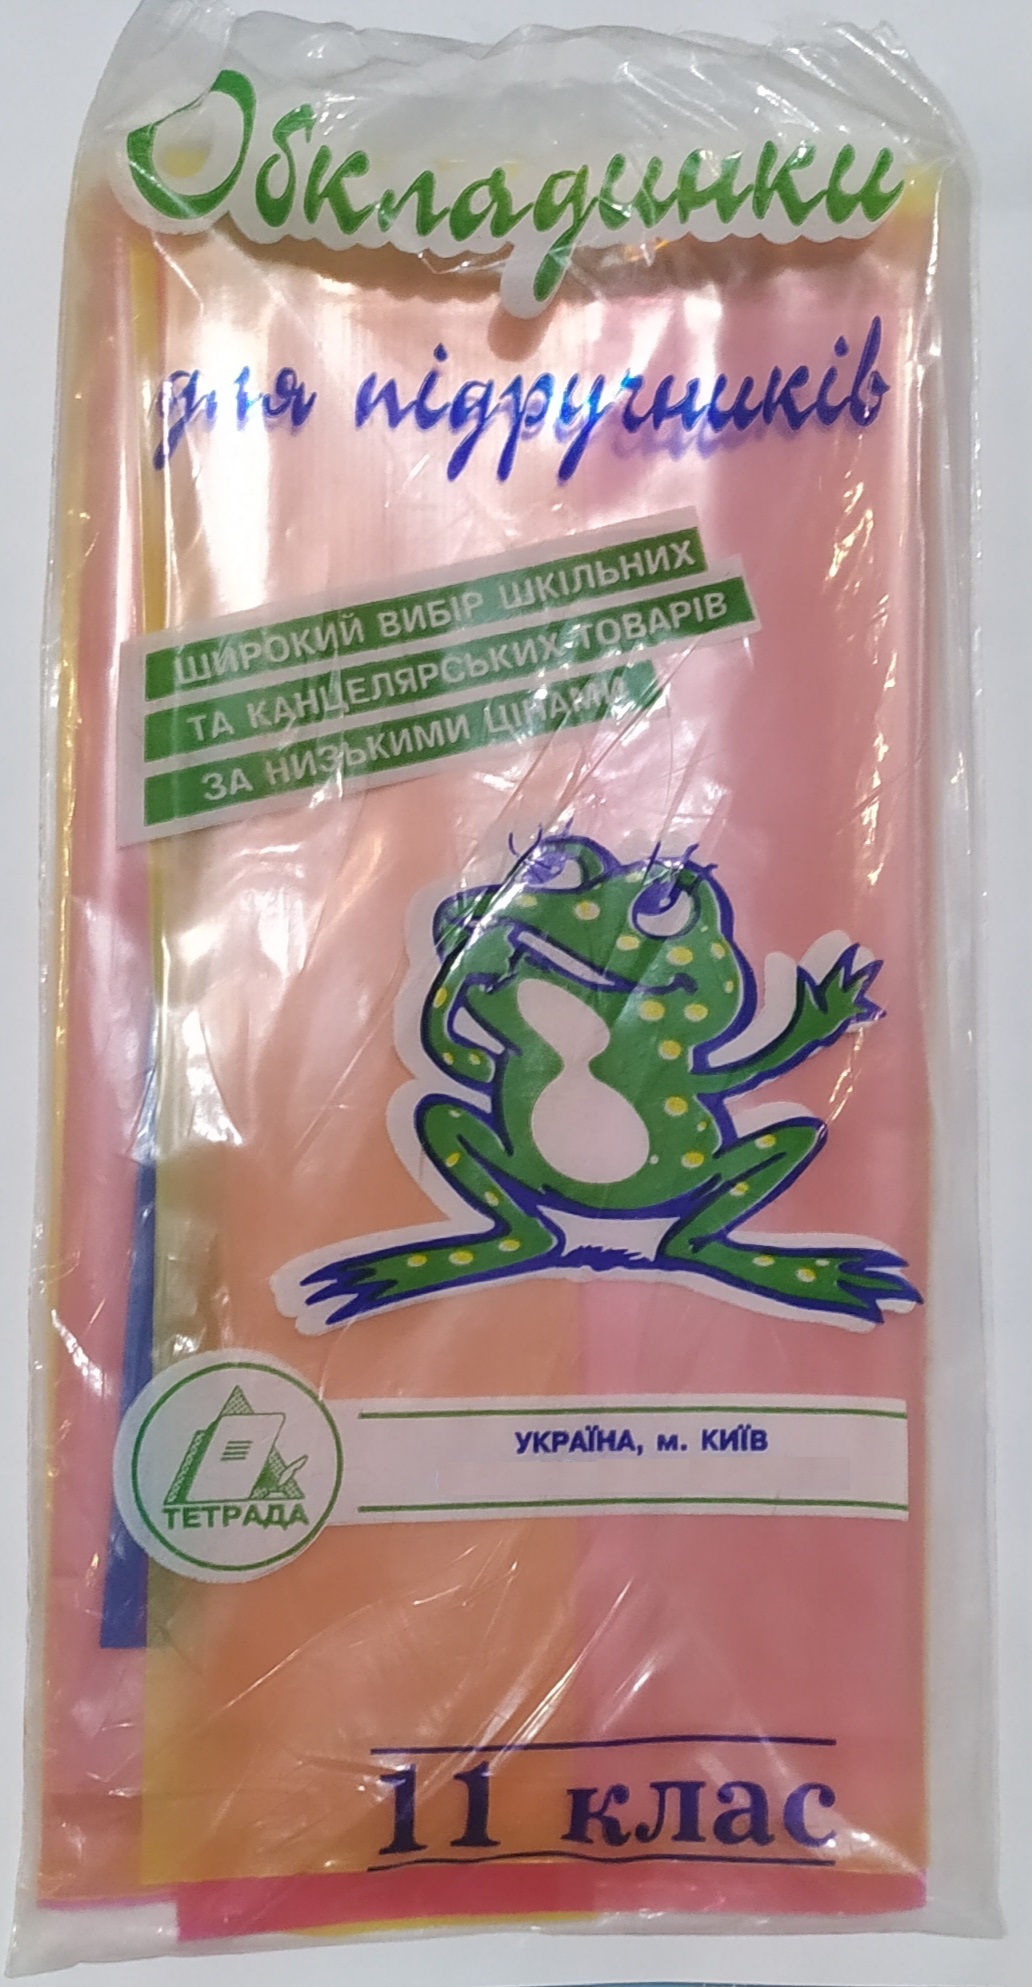 Обкладинки
для підручників
ШИРОКИЙ ВИБІР ШКІЛЬНИХ
ТА КАНЦЕЛЯРСЬКИХ ТОВАРІВ
ЗА НИЗЬКИМИ ЦІНАМИ
УКРАЇНА, м. КИЇВ
ТЕТРАДА
11 клас